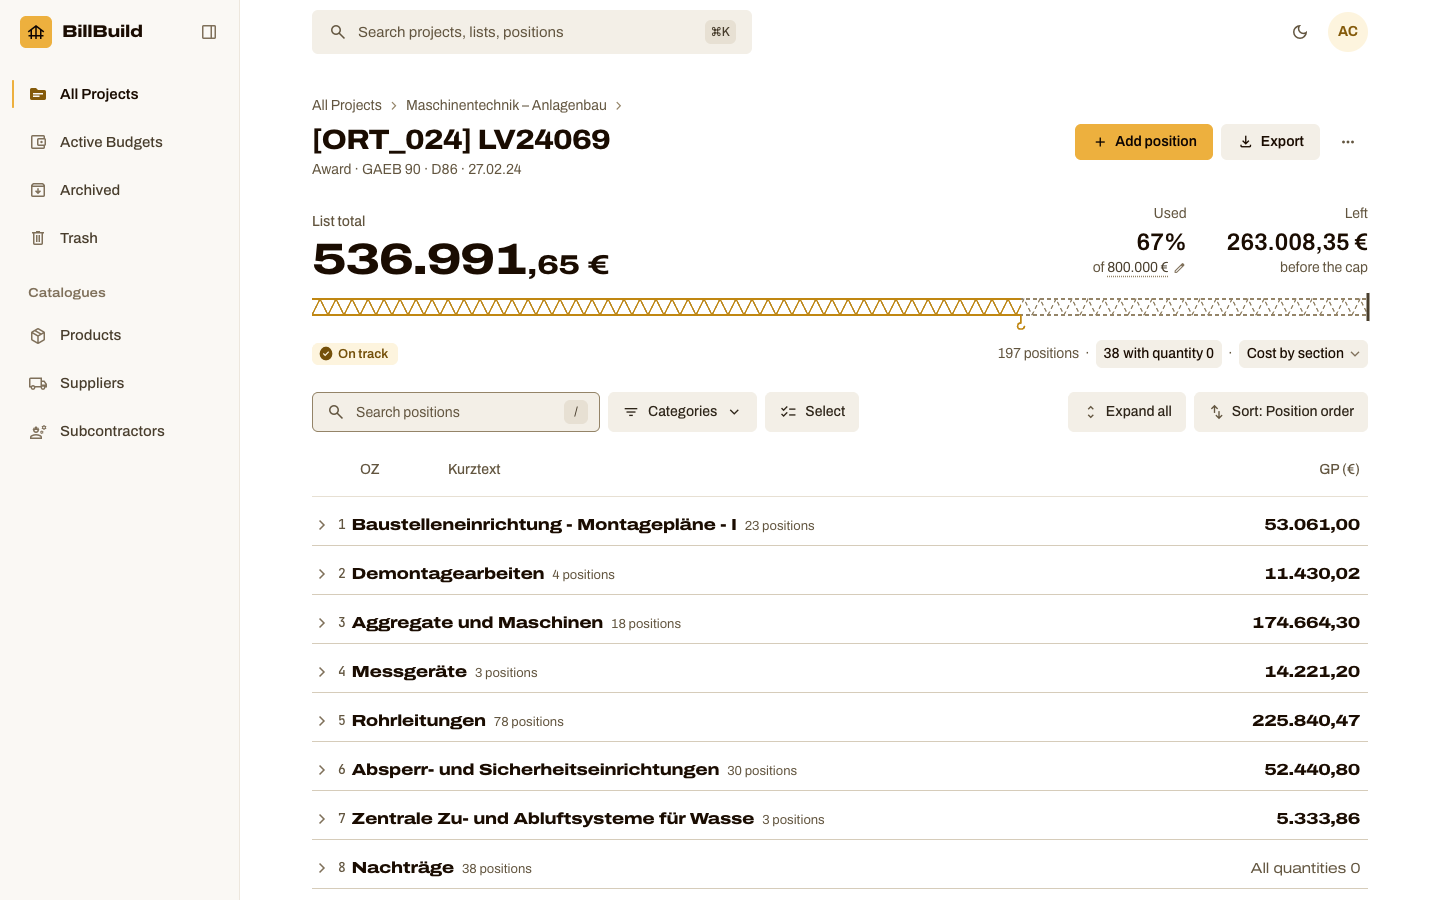 BillBuild
Search projects, lists, positions ⌘K
AC
All Projects
Active Budgets
Archived
Trash
Catalogues
Products
Suppliers
Subcontractors
All Projects › Maschinentechnik – Anlagenbau ›
[ORT_024] LV24069
Award · GAEB 90 · D86 · 27.02.24
+ Add position
Export
List total
536.991,65 €
Used
67%
of 800.000 €
Left
263.008,35 €
before the cap
On track
197 positions · 38 with quantity 0 · Cost by section
Search positions /
Categories
Select
Expand all
Sort: Position order
OZ Kurztext GP (€)
1 Baustelleneinrichtung - Montagepläne - I 23 positions 53.061,00
2 Demontagearbeiten 4 positions 11.430,02
3 Aggregate und Maschinen 18 positions 174.664,30
4 Messgeräte 3 positions 14.221,20
5 Rohrleitungen 78 positions 225.840,47
6 Absperr- und Sicherheitseinrichtungen 30 positions 52.440,80
7 Zentrale Zu- und Abluftsysteme für Wasse 3 positions 5.333,86
8 Nachträge 38 positions All quantities 0